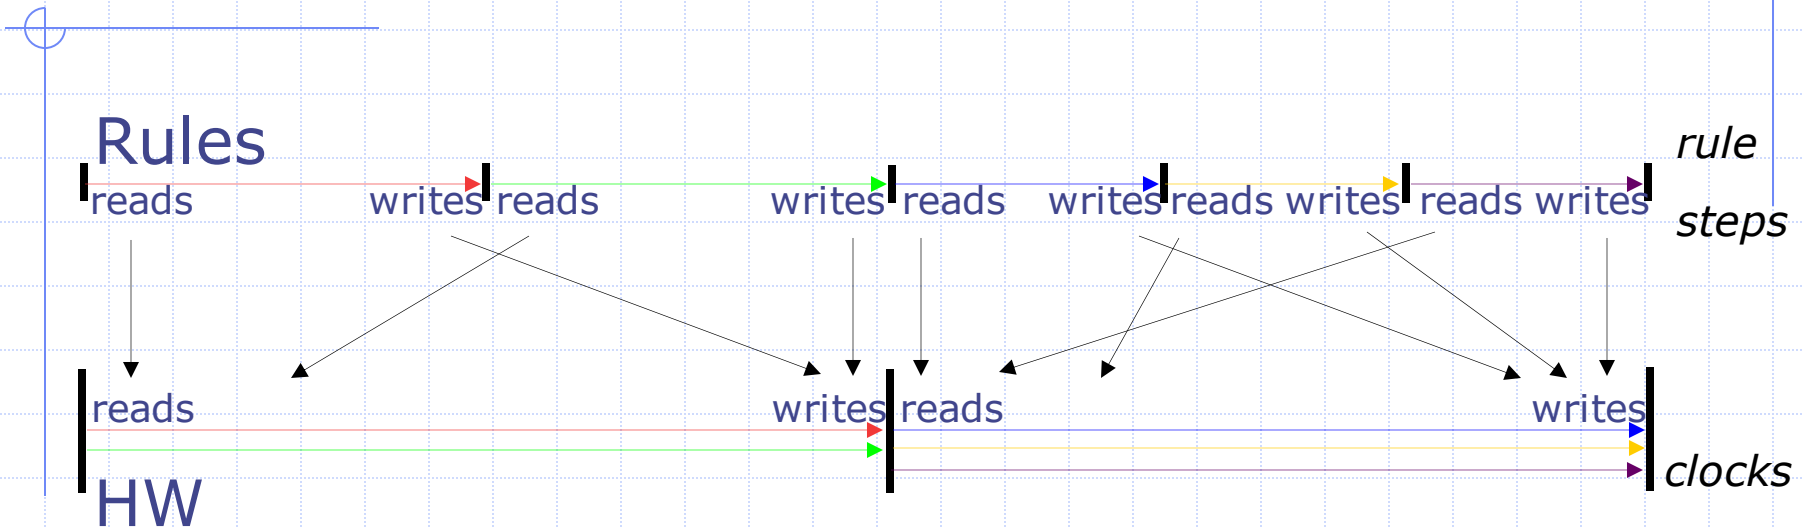 Rules
rule
reads writes reads writes reads writes reads writes reads writes
steps
reads writes reads writes
clocks
HW